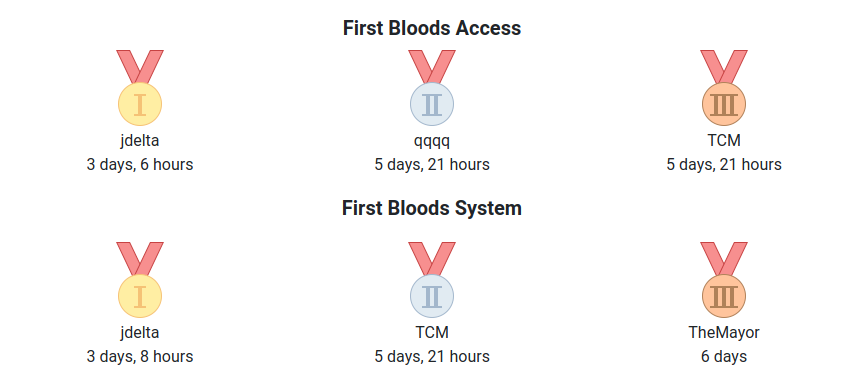 First Bloods Access
I II III
jdelta qqqq TCM
3 days, 6 hours 5 days, 21 hours 5 days, 21 hours
First Bloods System
I II III
jdelta TCM TheMayor
3 days, 8 hours 5 days, 21 hours 6 days